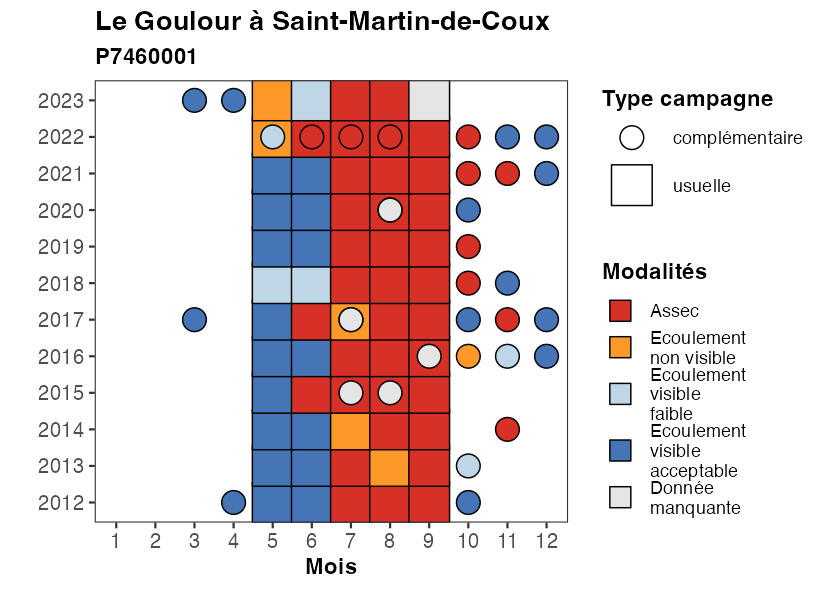 Le Goulour à Saint-Martin-de-Coux
P7460001
2023
2022
2021
2020
2019
2018
2017
2016
2015
2014
2013
2012
1 2 3 4 5 6 7 8 9 10 11 12
Mois
Type campagne
complémentaire
usuelle
Modalités
Assec
Ecoulement
non visible
Ecoulement
visible
faible
Ecoulement
visible
acceptable
Donnée
manquante